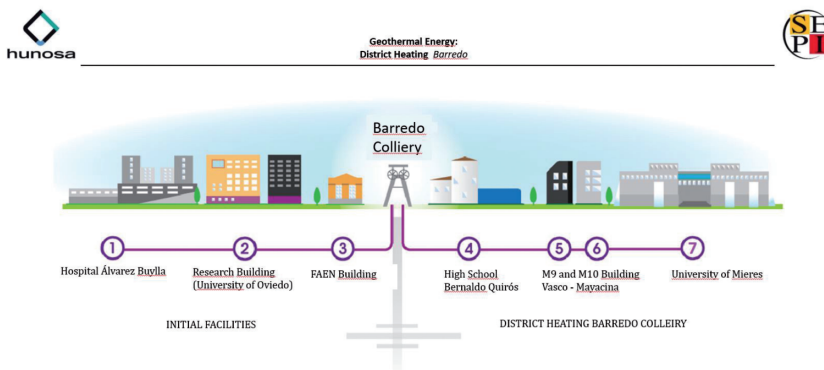 hunosa
Geothermal Energy:
District Heating Barredo
SE
PI
Barredo
Colliery
1
2
3
4
5
6
7
Hospital Álvarez Buylla
Research Building
(University of Oviedo)
FAEN Building
High School
Bernaldo Quirós
M9 and M10 Building
Vasco - Mayacina
University of Mieres
INITIAL FACILITIES
DISTRICT HEATING BARREDO COLLEIRY